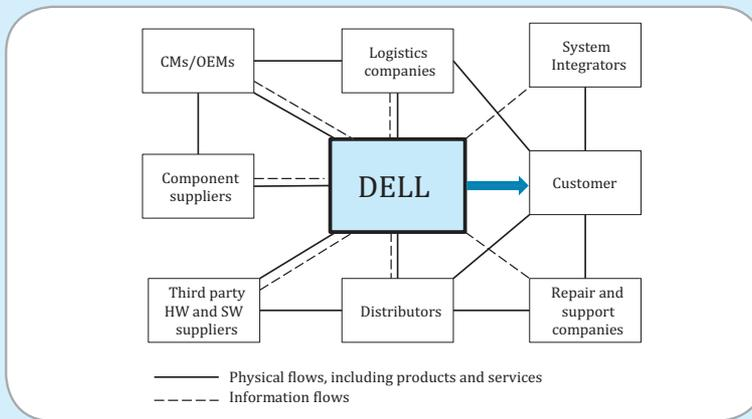 CMs/OEMs
Logistics
companies
System
Integrators
Component
suppliers
DELL
Customer
Third party
HW and SW
suppliers
Distributors
Repair and
support
companies
Physical flows, including products and services
Information flows